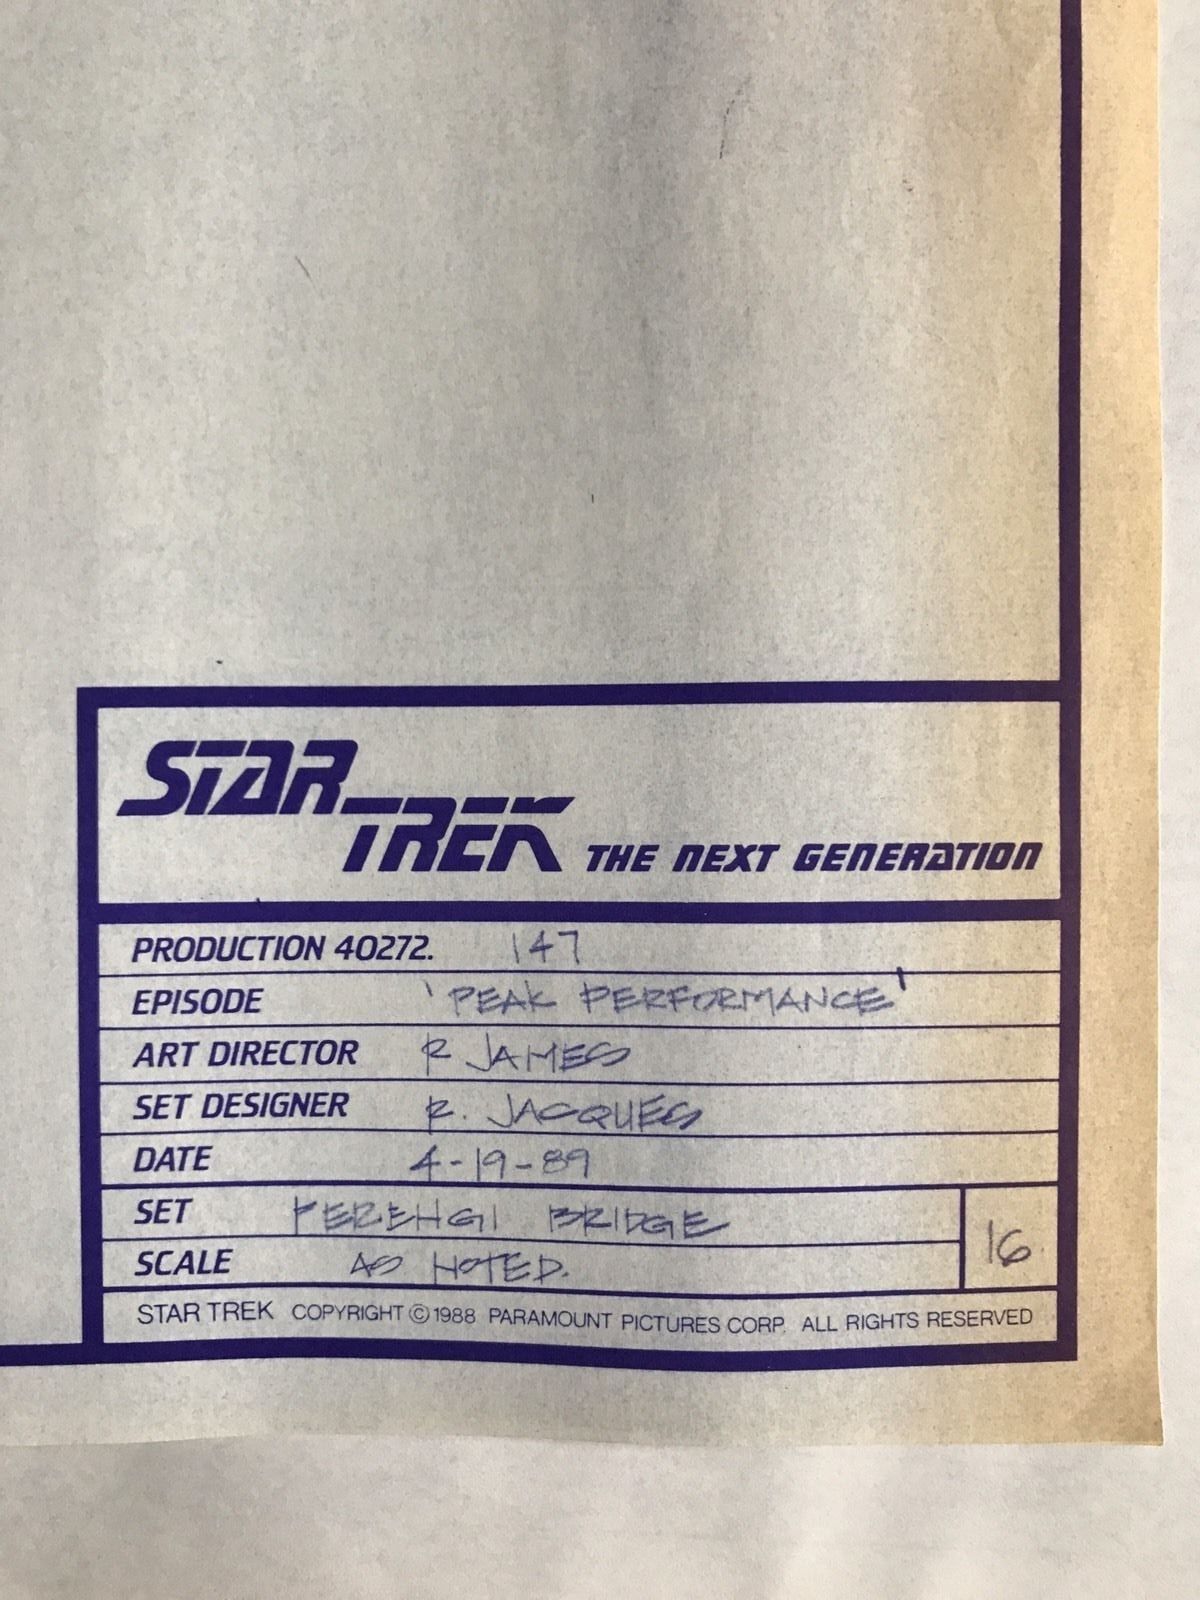 STAR
TREK THE NEXT GENERATION
PRODUCTION 40272. 147
EPISODE 'PEAK PERFORMANCE'
ART DIRECTOR R JAMES
SET DESIGNER R. JACQUES
DATE 4-19-89
SET FERENGI BRIDGE
SCALE AS NOTED.
16
STAR TREK COPYRIGHT © 1988 PARAMOUNT PICTURES CORP. ALL RIGHTS RESERVED